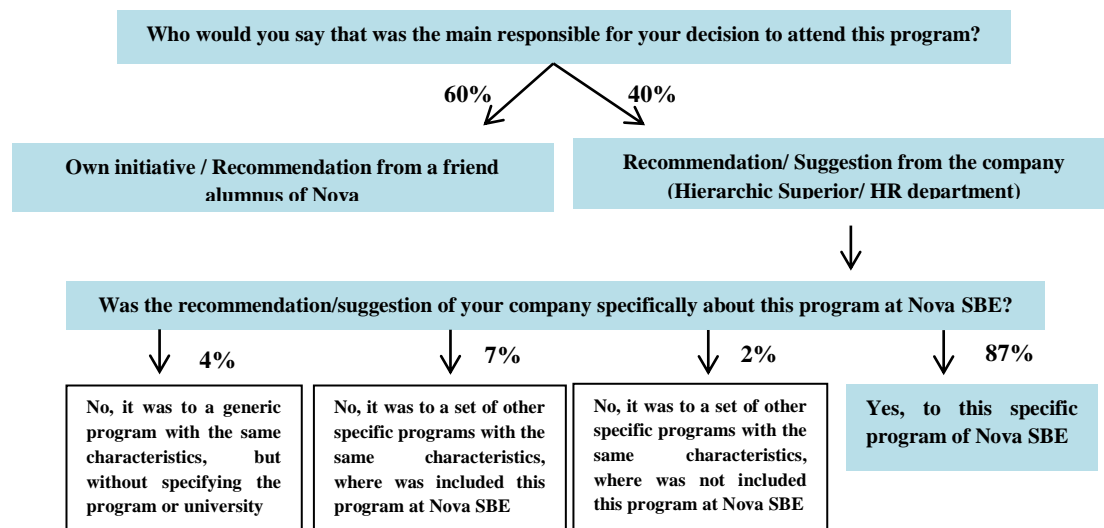 Who would you say that was the main responsible for your decision to attend this program?
60%
40%
Own initiative / Recommendation from a friend
alumnus of Nova
Recommendation/ Suggestion from the company
(Hierarchic Superior/ HR department)
Was the recommendation/suggestion of your company specifically about this program at Nova SBE?
4%
7%
2%
87%
No, it was to a generic
program with the same
characteristics, but
without specifying the
program or university
No, it was to a set of other
specific programs with the
same characteristics,
where was included this
program at Nova SBE
No, it was to a set of other
specific programs with the
same characteristics,
where was not included
this program at Nova SBE
Yes, to this specific
program of Nova SBE